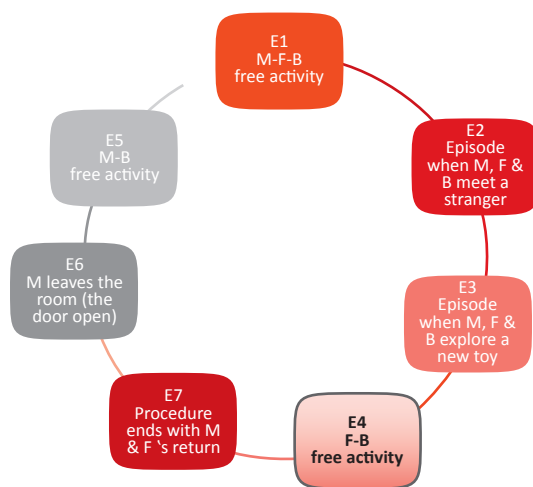 E1
M-F-B
free activity
E2
Episode
when M, F &
B meet a
stranger
E3
Episode
when M, F &
B explore a
new toy
E4
F-B
free activity
E7
Procedure
ends with M
& F ‛s return
E6
M leaves the
room (the
door open)
E5
M-B
free activity